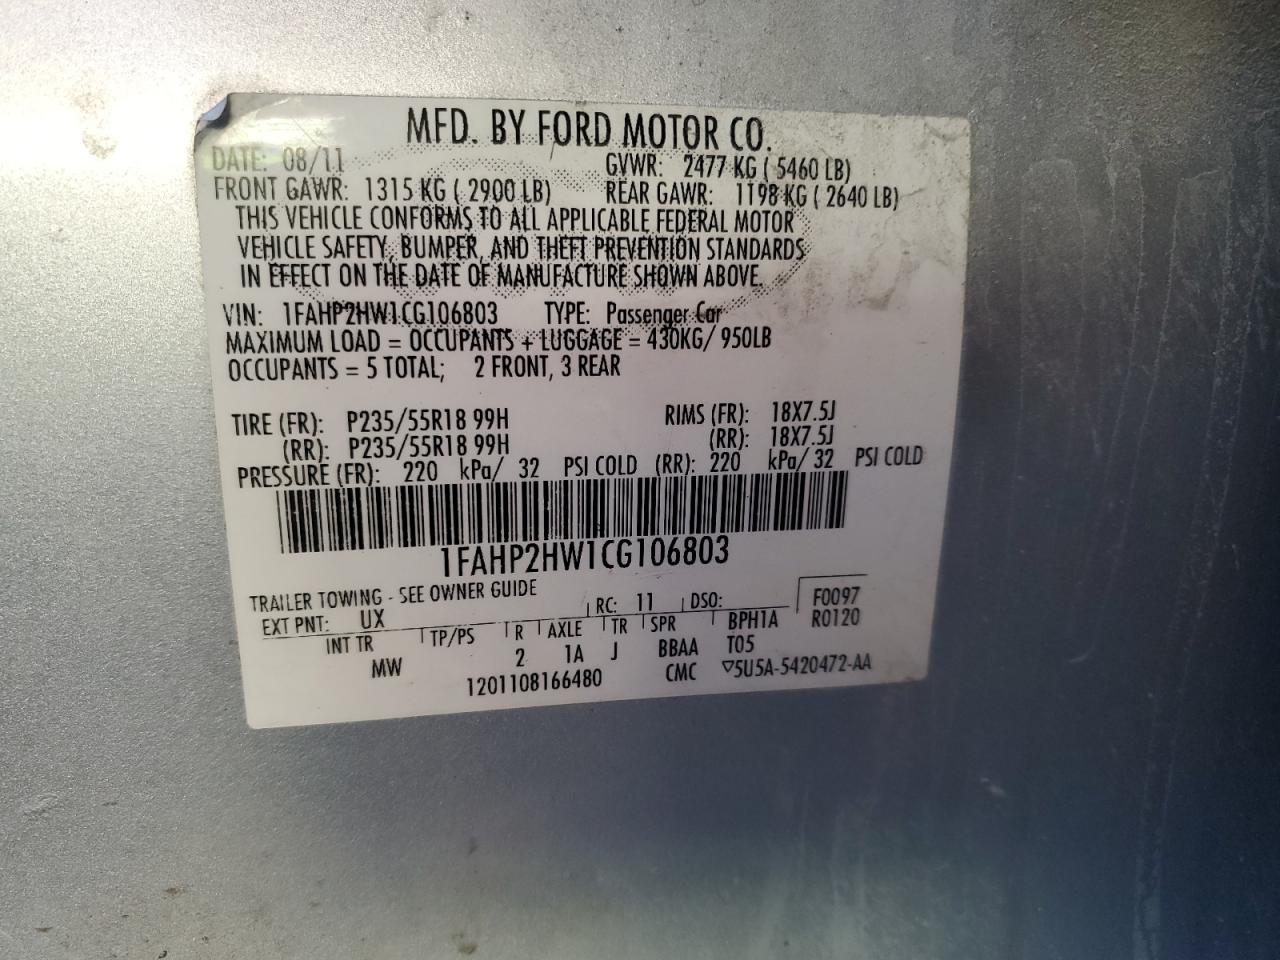 MFD. BY FORD MOTOR CO.
DATE: 08/11 GVWR: 2477 KG ( 5460 LB)
FRONT GAWR: 1315 KG ( 2900 LB) REAR GAWR: 1198 KG ( 2640 LB)
THIS VEHICLE CONFORMS TO ALL APPLICABLE FEDERAL MOTOR
VEHICLE SAFETY, BUMPER, AND THEFT PREVENTION STANDARDS
IN EFFECT ON THE DATE OF MANUFACTURE SHOWN ABOVE.
VIN: 1FAHP2HW1CG106803 TYPE: Passenger Car
MAXIMUM LOAD = OCCUPANTS + LUGGAGE = 430KG/ 950LB
OCCUPANTS = 5 TOTAL; 2 FRONT, 3 REAR
TIRE (FR): P235/55R18 99H RIMS (FR): 18X7.5J
(RR): P235/55R18 99H (RR): 18X7.5J
PRESSURE (FR): 220 kPa/ 32 PSI COLD (RR): 220 kPa/ 32 PSI COLD
1FAHP2HW1CG106803
TRAILER TOWING - SEE OWNER GUIDE
EXT PNT: UX RC: 11 DSO: F0097
INT TR TP/PS R AXLE TR SPR BPH1A R0120
MW 2 1A J BBAA T05
1201108166480 CMC ▽5U5A-5420472-AA